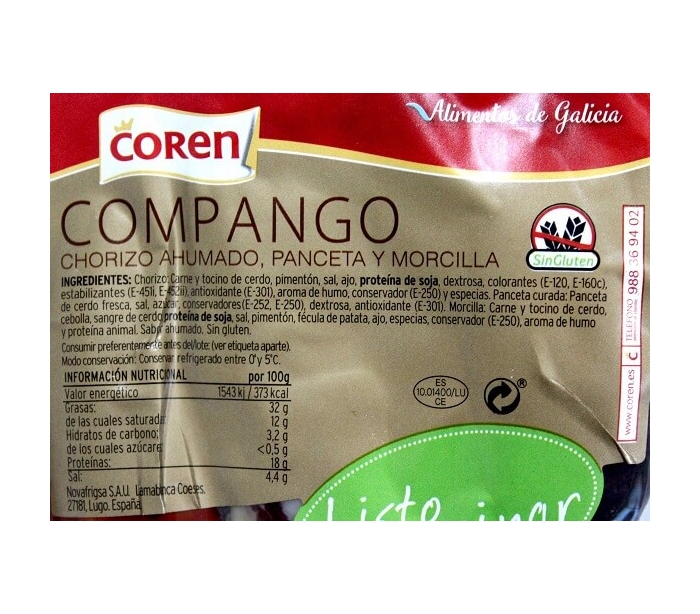 Alimentos de Galicia
COREN
COMPANGO
CHORIZO AHUMADO, PANCETA Y MORCILLA
SinGluten
INGREDIENTES: Chorizo: Carne y tocino de cerdo, pimentón, sal, ajo, proteína de soja, dextrosa, colorantes (E-120, E-160c),
estabilizantes (E-451i, E-452i), antioxidante (E-301), aroma de humo, conservador (E-250) y especias. Panceta curada: Panceta
de cerdo fresca, sal, azúcar, conservadores (E-252, E-250), dextrosa, antioxidante (E-301). Morcilla: Carne y tocino de cerdo,
cebolla, sangre de cerdo, proteína de soja, sal, pimentón, fécula de patata, ajo, especias, conservador (E-250), aroma de humo
y proteína animal. Sabor ahumado. Sin gluten.
Consumir preferentemente antes del/lote: (ver etiqueta aparte).
Modo conservación: Conservar refrigerado entre 0°y 5°C.
INFORMACIÓN NUTRICIONAL por 100g
Valor energético 1543 kj / 373 kcal
Grasas: 32 g
de las cuales saturadas 12 g
Hidratos de carbono: 3,2 g
de los cuales azúcares <0,5 g
Proteínas: 18 g
Sal: 4,4 g
Novafrigsa S.A.U. Lamablnca Coeses.
27181, Lugo. España
ES
10.01400/LU
CE
®
www.coren.es C TELEFONO 988 36 94 02
Listo